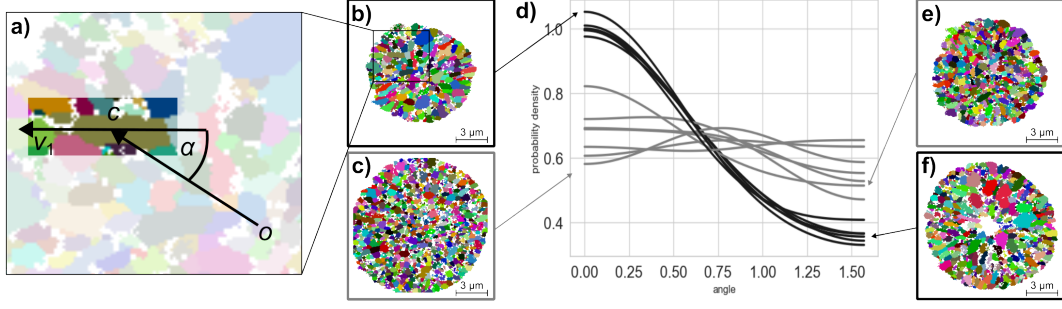 a)
c
v1
α
o
b)
3 μm
c)
3 μm
d)
probability density
1.0
0.8
0.6
0.4
0.00
0.25
0.50
0.75
1.00
1.25
1.50
angle
e)
3 μm
f)
3 μm